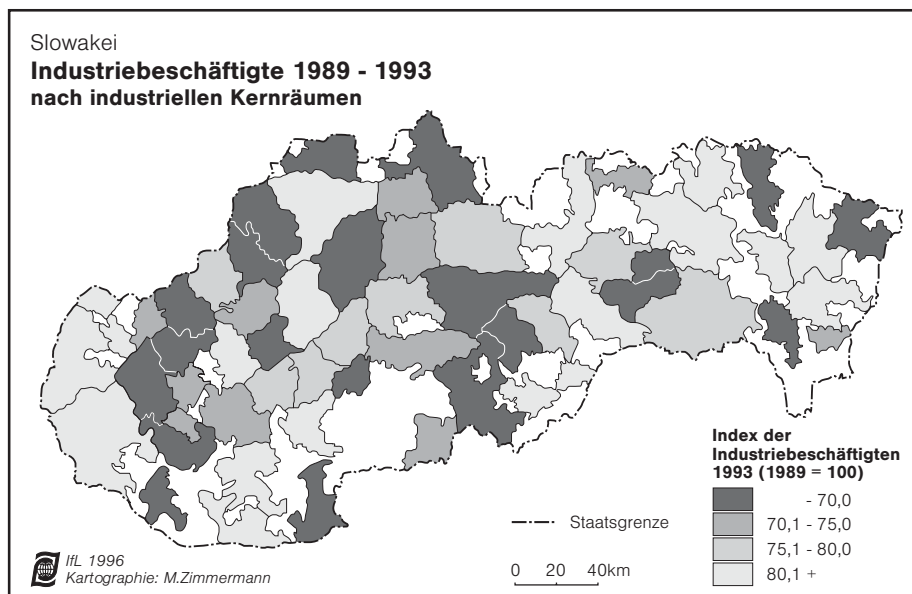 Slowakei
Industriebeschäftigte 1989 - 1993
nach industriellen Kernräumen
Index der
Industriebeschäftigten
1993 (1989 = 100)
- 70,0
70,1 - 75,0
75,1 - 80,0
80,1 +
Staatsgrenze
0 20 40km
IfL 1996
Kartographie: M.Zimmermann